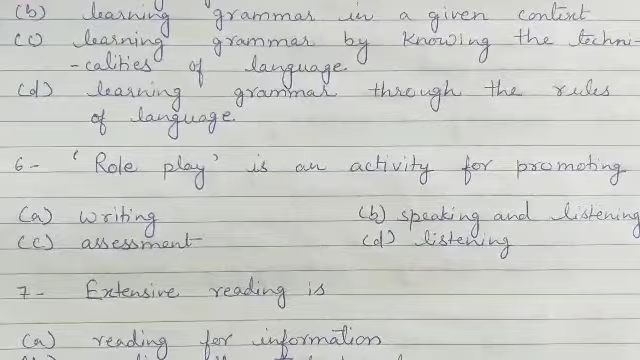 (b) learning grammar in a given context
(c) learning grammar by knowing the techni-
-calities of language.
(d) learning grammar through the rules
of language.
6- 'Role play' is an activity for promoting
(a) writing (b) speaking and listening
(c) assessment (d) listening
7- Extensive reading is
(a) reading for information